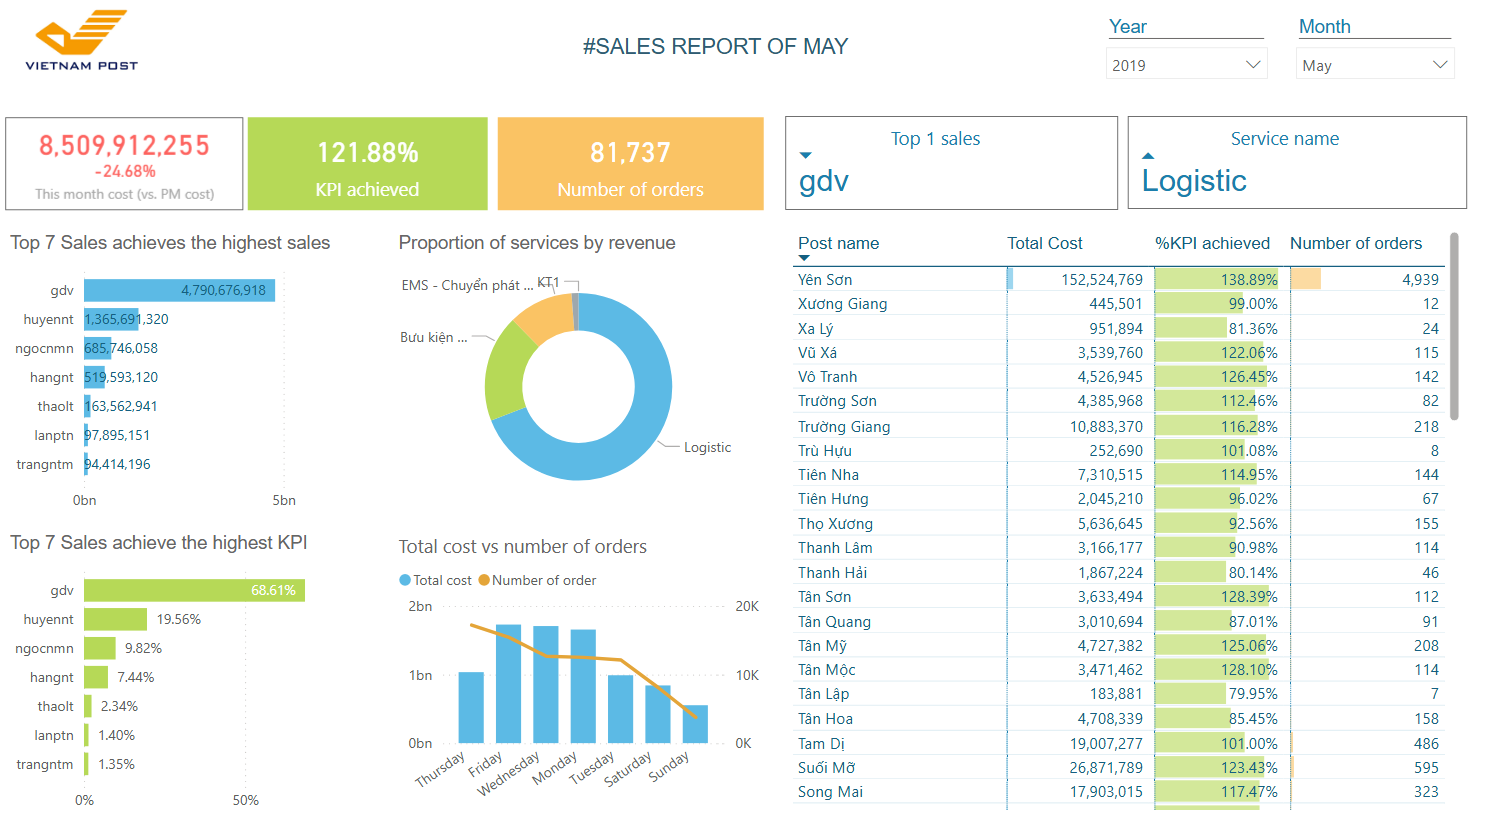 VIETNAM POST
#SALES REPORT OF MAY
Year
2019
Month
May
8,509,912,255
-24.68%
This month cost (vs. PM cost)
121.88%
KPI achieved
81,737
Number of orders
Top 1 sales
gdv
Service name
Logistic
Top 7 Sales achieves the highest sales
gdv 4,790,676,918
huyennt 1,365,691,320
ngocnmn 685,746,058
hangnt 519,593,120
thaolt 163,562,941
lanptn 97,895,151
trangntm 94,414,196
0bn 5bn
Proportion of services by revenue
EMS - Chuyển phát ... KT1
Bưu kiện ...
Logistic
Top 7 Sales achieve the highest KPI
gdv 68.61%
huyennt 19.56%
ngocnmn 9.82%
hangnt 7.44%
thaolt 2.34%
lanptn 1.40%
trangntm 1.35%
0% 50%
Total cost vs number of orders
Total cost Number of order
2bn 20K
1bn 10K
0bn 0K
Thursday Friday Wednesday Monday Tuesday Saturday Sunday
Post name Total Cost %KPI achieved Number of orders
Yên Sơn 152,524,769 138.89% 4,939
Xương Giang 445,501 99.00% 12
Xa Lý 951,894 81.36% 24
Vũ Xá 3,539,760 122.06% 115
Vô Tranh 4,526,945 126.45% 142
Trường Sơn 4,385,968 112.46% 82
Trường Giang 10,883,370 116.28% 218
Trù Hựu 252,690 101.08% 8
Tiên Nha 7,310,515 114.95% 144
Tiên Hưng 2,045,210 96.02% 67
Thọ Xương 5,636,645 92.56% 155
Thanh Lâm 3,166,177 90.98% 114
Thanh Hải 1,867,224 80.14% 46
Tân Sơn 3,633,494 128.39% 112
Tân Quang 3,010,694 87.01% 91
Tân Mỹ 4,727,382 125.06% 208
Tân Mộc 3,471,462 128.10% 114
Tân Lập 183,881 79.95% 7
Tân Hoa 4,708,339 85.45% 158
Tam Dị 19,007,277 101.00% 486
Suối Mỡ 26,871,789 123.43% 595
Song Mai 17,903,015 117.47% 323